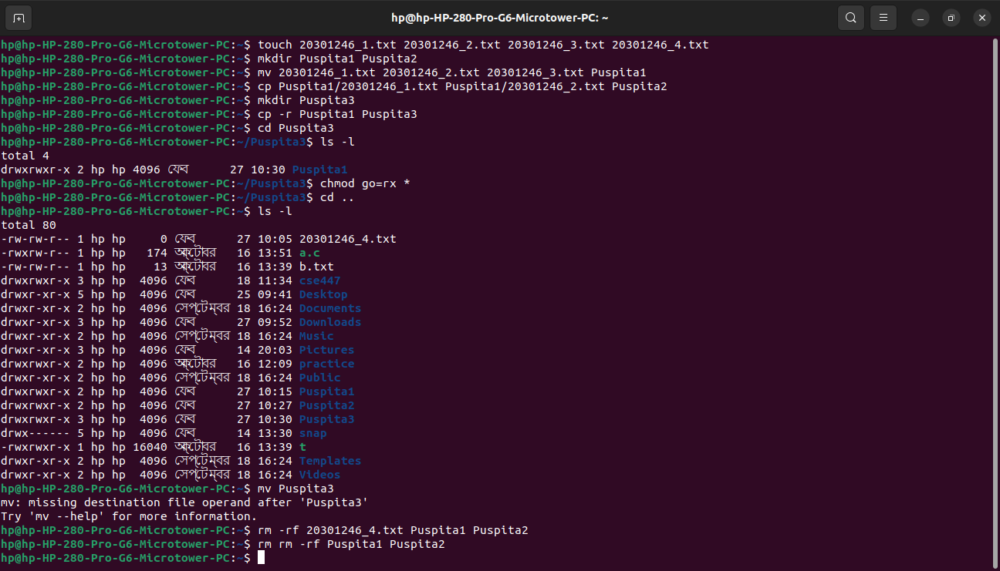 hp@hp-HP-280-Pro-G6-Microtower-PC: ~
hp@hp-HP-280-Pro-G6-Microtower-PC:~$ touch 20301246_1.txt 20301246_2.txt 20301246_3.txt 20301246_4.txt
hp@hp-HP-280-Pro-G6-Microtower-PC:~$ mkdir Puspita1 Puspita2
hp@hp-HP-280-Pro-G6-Microtower-PC:~$ mv 20301246_1.txt 20301246_2.txt 20301246_3.txt Puspita1
hp@hp-HP-280-Pro-G6-Microtower-PC:~$ cp Puspita1/20301246_1.txt Puspita1/20301246_2.txt Puspita2
hp@hp-HP-280-Pro-G6-Microtower-PC:~$ mkdir Puspita3
hp@hp-HP-280-Pro-G6-Microtower-PC:~$ cp -r Puspita1 Puspita3
hp@hp-HP-280-Pro-G6-Microtower-PC:~$ cd Puspita3
hp@hp-HP-280-Pro-G6-Microtower-PC:~/Puspita3$ ls -l
total 4
drwxrwxr-x 2 hp hp 4096 ফেব      27 10:30 Puspita1
hp@hp-HP-280-Pro-G6-Microtower-PC:~/Puspita3$ chmod go=rx *
hp@hp-HP-280-Pro-G6-Microtower-PC:~/Puspita3$ cd ..
hp@hp-HP-280-Pro-G6-Microtower-PC:~$ ls -l
total 80
-rw-rw-r-- 1 hp hp     0 ফেব      27 10:05 20301246_4.txt
-rwxrwxr-x 1 hp hp   174 অক্টোবর   16 13:51 a.c
-rw-rw-r-- 1 hp hp    13 অক্টোবর   16 13:39 b.txt
drwxrwxr-x 3 hp hp  4096 ফেব      18 11:34 cse447
drwxr-xr-x 5 hp hp  4096 ফেব      25 09:41 Desktop
drwxr-xr-x 2 hp hp  4096 সেপ্টেম্বর 18 16:24 Documents
drwxr-xr-x 3 hp hp  4096 ফেব      27 09:52 Downloads
drwxr-xr-x 2 hp hp  4096 সেপ্টেম্বর 18 16:24 Music
drwxr-xr-x 3 hp hp  4096 ফেব      14 20:03 Pictures
drwxrwxr-x 2 hp hp  4096 অক্টোবর   16 12:09 practice
drwxr-xr-x 2 hp hp  4096 সেপ্টেম্বর 18 16:24 Public
drwxrwxr-x 2 hp hp  4096 ফেব      27 10:15 Puspita1
drwxrwxr-x 2 hp hp  4096 ফেব      27 10:27 Puspita2
drwxrwxr-x 3 hp hp  4096 ফেব      27 10:30 Puspita3
drwx------ 5 hp hp  4096 ফেব      14 13:30 snap
-rwxrwxr-x 1 hp hp 16040 অক্টোবর   16 13:39 t
drwxr-xr-x 2 hp hp  4096 সেপ্টেম্বর 18 16:24 Templates
drwxr-xr-x 2 hp hp  4096 সেপ্টেম্বর 18 16:24 Videos
hp@hp-HP-280-Pro-G6-Microtower-PC:~$ mv Puspita3
mv: missing destination file operand after 'Puspita3'
Try 'mv --help' for more information.
hp@hp-HP-280-Pro-G6-Microtower-PC:~$ rm -rf 20301246_4.txt Puspita1 Puspita2
hp@hp-HP-280-Pro-G6-Microtower-PC:~$ rm rm -rf Puspita1 Puspita2
hp@hp-HP-280-Pro-G6-Microtower-PC:~$